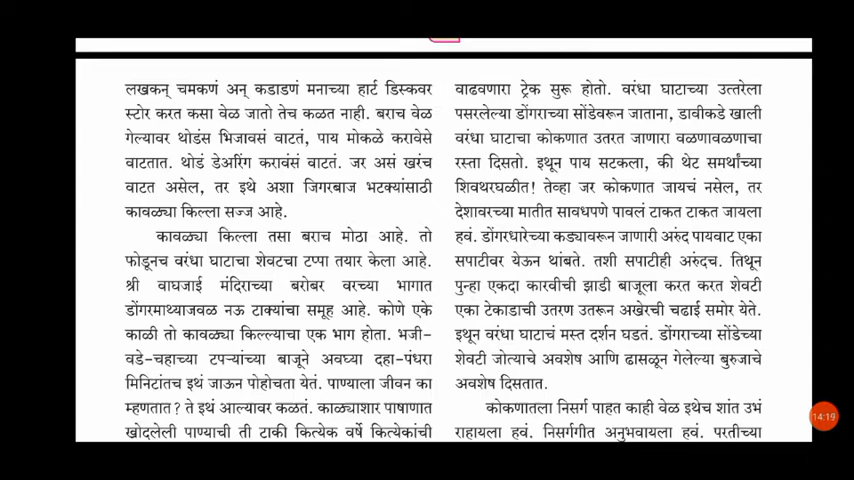 लखकन् चमकणं अन् कडाडणं मनाच्या हार्ट डिस्कवर
स्टोर करत कसा वेळ जातो तेच कळत नाही. बराच वेळ
गेल्यावर थोडंस भिजावसं वाटतं, पाय मोकळे करावेसे
वाटतात. थोडं डेअरिंग करावंसं वाटतं. जर असं खरंच
वाटत असेल, तर इथे अशा जिगरबाज भटक्यांसाठी
कावळ्या किल्ला सज्ज आहे.
कावळ्या किल्ला तसा बराच मोठा आहे. तो
फोडूनच वरंधा घाटाचा शेवटचा टप्पा तयार केला आहे.
श्री वाघजाई मंदिराच्या बरोबर वरच्या भागात
डोंगरमाथ्याजवळ नऊ टाक्यांचा समूह आहे. कोणे एके
काळी तो कावळ्या किल्ल्याचा एक भाग होता. भजी-
वडे-चहाच्या टपऱ्यांच्या बाजूने अवघ्या दहा-पंधरा
मिनिटांतच इथं जाऊन पोहोचता येतं. पाण्याला जीवन का
म्हणतात? ते इथं आल्यावर कळतं. काळ्याशार पाषाणात
खोदलेली पाण्याची ती टाकी कित्येक वर्षे कित्येकांची
वाढवणारा ट्रेक सुरू होतो. वरंधा घाटाच्या उत्तरेला
पसरलेल्या डोंगराच्या सोंडेवरून जाताना, डावीकडे खाली
वरंधा घाटाचा कोकणात उतरत जाणारा वळणावळणाचा
रस्ता दिसतो. इथून पाय सटकला, की थेट समर्थांच्या
शिवथरघळीत! तेव्हा जर कोकणात जायचं नसेल, तर
देशावरच्या मातीत सावधपणे पावलं टाकत टाकत जायला
हवं. डोंगरधारेच्या कड्यावरून जाणारी अरुंद पायवाट एका
सपाटीवर येऊन थांबते. तशी सपाटीही अरुंदच. तिथून
पुन्हा एकदा कारवीची झाडी बाजूला करत करत शेवटी
एका टेकाडाची उतरण उतरून अखेरची चढाई समोर येते.
इथून वरंधा घाटाचं मस्त दर्शन घडतं. डोंगराच्या सोंडेच्या
शेवटी जोत्याचे अवशेष आणि ढासळून गेलेल्या बुरुजाचे
अवशेष दिसतात.
कोकणातला निसर्ग पाहत काही वेळ इथेच शांत उभं
राहायला हवं. निसर्गगीत अनुभवायला हवं. परतीच्या
14:19